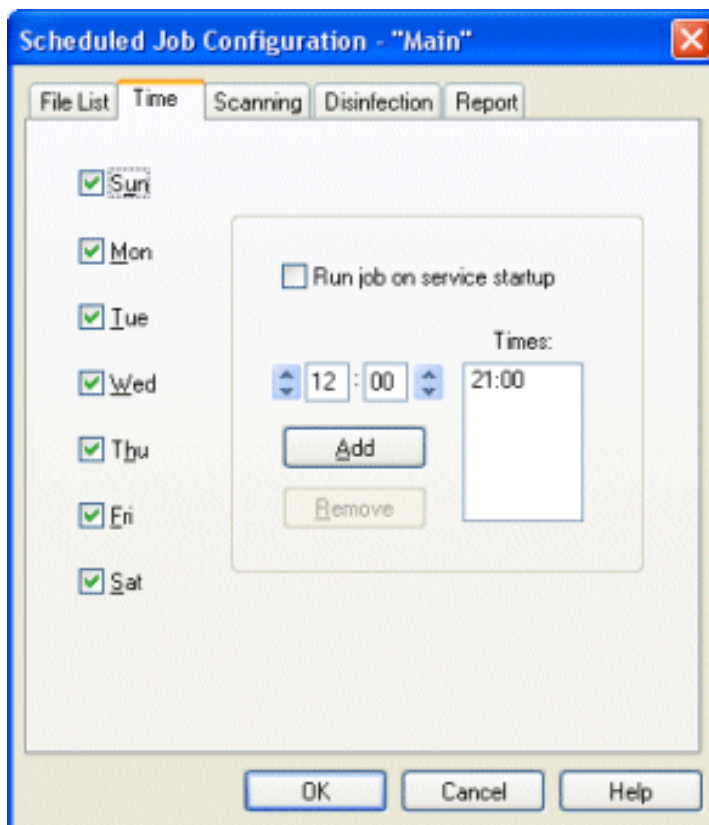 Scheduled Job Configuration - "Main"
File List Time Scanning Disinfection Report
Sun
Mon
Tue
Wed
Thu
Fri
Sat
Run job on service startup
Times:
12 : 00
21:00
Add
Remove
OK Cancel Help